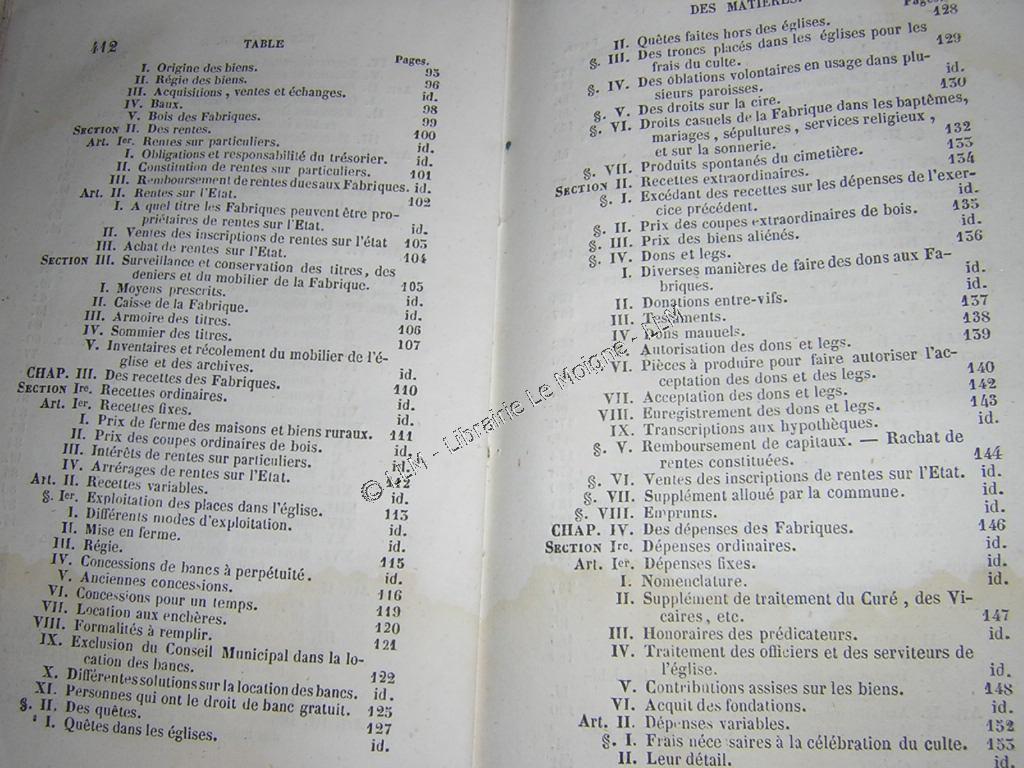 412 TABLE
Pages.
I. Origine des biens. 95
II. Régie des biens. 96
III. Acquisitions, ventes et échanges. id.
IV. Baux. 98
V. Bois des Fabriques. 99
SECTION II. Des rentes. 100
Art. Ier. Rentes sur particuliers. id.
I. Obligations et responsabilité du trésorier. id.
II. Constitution de rentes sur particuliers. 101
III. Remboursement de rentes dues aux Fabriques. id.
Art. II. Rentes sur l'Etat. 102
I. A quel titre les Fabriques peuvent être pro-
priétaires de rentes sur l'Etat. id.
II. Ventes des inscriptions de rentes sur l'état 103
III. Achat de rentes sur l'Etat. 104
SECTION III. Surveillance et conservation des titres, des
deniers et du mobilier de la Fabrique. 105
I. Moyens prescrits. id.
II. Caisse de la Fabrique. id.
III. Armoire des titres. 106
IV. Sommier des titres. 107
V. Inventaires et récolement du mobilier de l'é-
glise et des archives. id.
CHAP. III. Des recettes des Fabriques. 110
SECTION Ire. Recettes ordinaires. id.
Art. Ier. Recettes fixes. id.
I. Prix de ferme des maisons et biens ruraux. 111
II. Prix des coupes ordinaires de bois. id.
III. Intérêts de rentes sur particuliers. id.
IV. Arrérages de rentes sur l'Etat. 112
Art. II. Recettes variables. id.
§. Ier. Exploitation des places dans l'église. 113
I. Différents modes d'exploitation. id.
II. Mise en ferme. id.
III. Régie. 115
IV. Concessions de bancs à perpétuité. id.
V. Anciennes concessions. 116
VI. Concessions pour un temps. 119
VII. Location aux enchères. 120
VIII. Formalités à remplir. 121
IX. Exclusion du Conseil Municipal dans la lo-
cation des bancs. 122
X. Différentes solutions sur la location des bancs. id.
XI. Personnes qui ont le droit de banc gratuit. 125
§. II. Des quêtes. 127
I. Quêtes dans les églises. id.
DES MATIÈRES.
Pages.
II. Quêtes faites hors des églises. 128
§. III. Des troncs placés dans les églises pour les
frais du culte. 129
§. IV. Des oblations volontaires en usage dans plu-
sieurs paroisses. id.
§. V. Des droits sur la cire. 130
§. VI. Droits casuels de la Fabrique dans les baptêmes,
mariages, sépultures, services religieux,
et sur la sonnerie. 132
§. VII. Produits spontanés du cimetière. 133
SECTION II. Recettes extraordinaires. 134
§. I. Excédant des recettes sur les dépenses de l'exer-
cice précédent. id.
§. II. Prix des coupes extraordinaires de bois. 135
§. III. Prix des biens aliénés. id.
§. IV. Dons et legs. 136
I. Diverses manières de faire des dons aux Fa-
briques. id.
II. Donations entre-vifs. id.
III. Testaments. 137
IV. Dons manuels. 138
Autorisation des dons et legs. 139
VI. Pièces à produire pour faire autoriser l'ac-
ceptation des dons et des legs. 140
VII. Acceptation des dons et legs. 142
VIII. Enregistrement des dons et legs. 143
IX. Transcriptions aux hypothèques. id.
§. V. Remboursement de capitaux. — Rachat de
rentes constituées. 144
§. VI. Ventes des inscriptions de rentes sur l'Etat. id.
§. VII. Supplément alloué par la commune. id.
§. VIII. Emprunts. id.
CHAP. IV. Des dépenses des Fabriques. 146
SECTION Ire. Dépenses ordinaires. id.
Art. Ier. Dépenses fixes. id.
I. Nomenclature. id.
II. Supplément de traitement du Curé, des Vi-
caires, etc. 147
III. Honoraires des prédicateurs. id.
IV. Traitement des officiers et des serviteurs de
l'église. id.
V. Contributions assises sur les biens. 148
VI. Acquit des fondations. id.
Art. II. Dépenses variables. 152
§. I. Frais néce saires à la célébration du culte. 153
II. Leur détail. id.
© LLM - Librairie Le Moigne - LLM